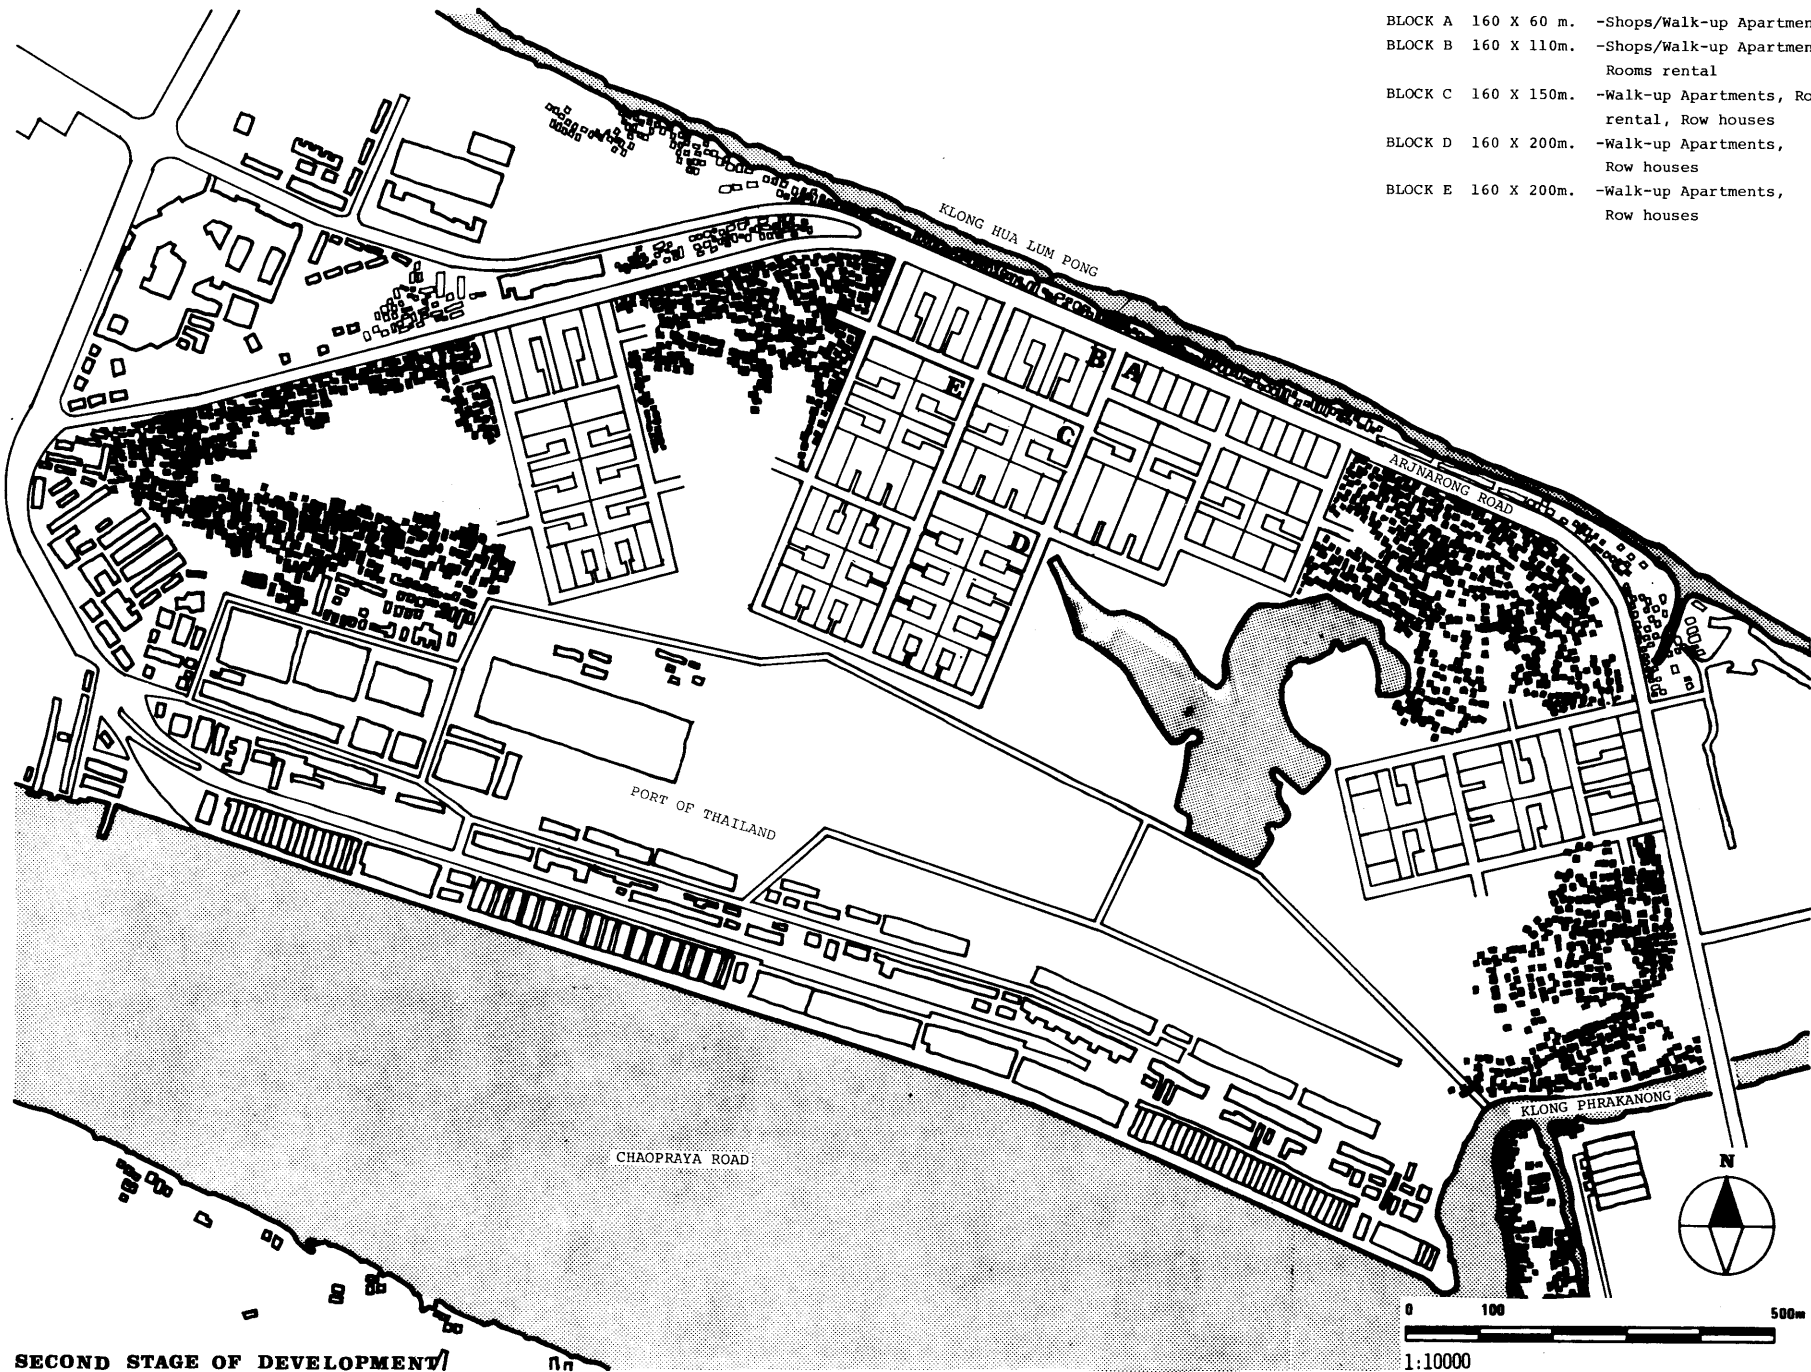 BLOCK A 160 X 60 m. -Shops/Walk-up Apartmen
BLOCK B 160 X 110m. -Shops/Walk-up Apartmen
Rooms rental
BLOCK C 160 X 150m. -Walk-up Apartments, Ro
rental, Row houses
BLOCK D 160 X 200m. -Walk-up Apartments,
Row houses
BLOCK E 160 X 200m. -Walk-up Apartments,
Row houses
KLONG HUA LUM PONG
B
A
E
C
ARJNARONG ROAD
D
PORT OF THAILAND
KLONG PHRAKANONG
CHAOPRAYA ROAD
N
0 100 500m
1:10000
SECOND STAGE OF DEVELOPMENT